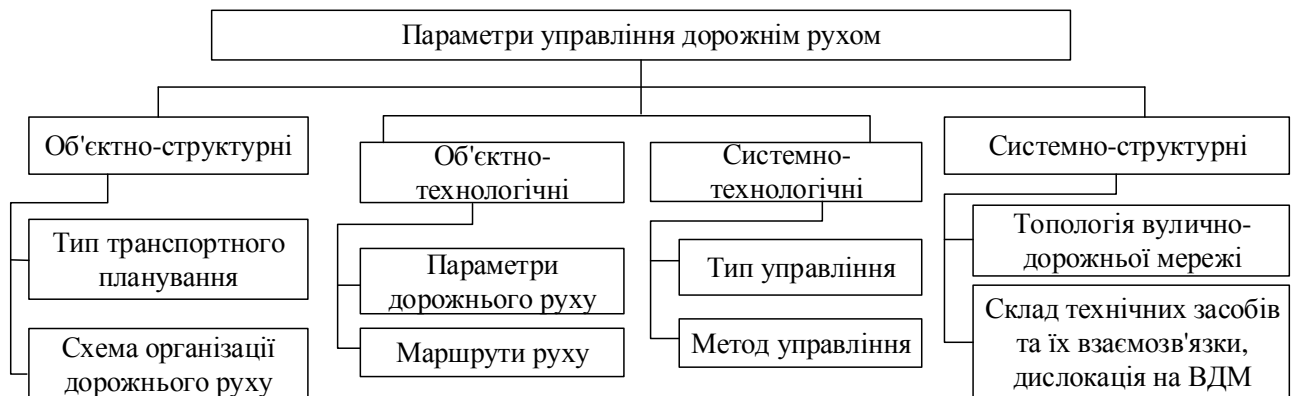 Параметри управління дорожнім рухом
Об'єктно-структурні
Об'єктно-
технологічні
Системно-
технологічні
Системно-структурні
Тип транспортного
планування
Схема організації
дорожнього руху
Параметри
дорожнього руху
Маршрути руху
Тип управління
Метод управління
Топологія вулично-
дорожньої мережі
Склад технічних засобів
та їх взаємозв'язки,
дислокація на ВДМ